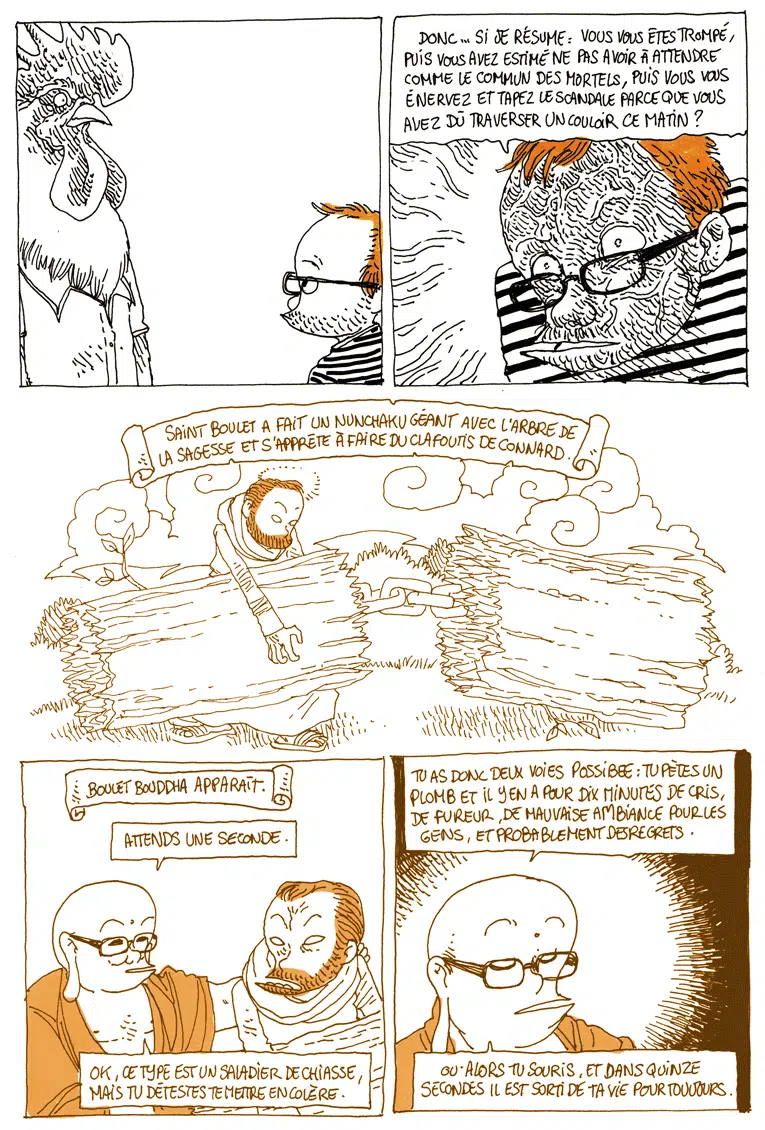 DONC... SI JE RÉSUME : VOUS VOUS ÊTES TROMPÉ,
PUIS VOUS AVEZ ESTIMÉ NE PAS AVOIR À ATTENDRE
COMME LE COMMUN DES MORTELS, PUIS VOUS VOUS
ÉNERVEZ ET TAPEZ LE SCANDALE PARCE QUE VOUS
AVEZ DÛ TRAVERSER UN COULOIR CE MATIN ?
SAINT BOULET A FAIT UN NUNCHAKU GÉANT AVEC L'ARBRE DE
LA SAGESSE ET S'APPRÊTE À FAIRE DU CLAFOUTIS DE CONNARD.
BOULET BOUDDHA APPARAÎT.
ATTENDS UNE SECONDE.
OK, CE TYPE EST UN SALADIER DE CHIASSE,
MAIS TU DÉTESTES TE METTRE EN COLÈRE.
TU AS DONC DEUX VOIES POSSIBEE : TU PÈTES UN
PLOMB ET IL Y EN A POUR DIX MINUTES DE CRIS,
DE FUREUR, DE MAUVAISE AMBIANCE POUR LES
GENS, ET PROBABLEMENT DES REGRETS.
OU ALORS TU SOURIS, ET DANS QUINZE
SECONDES IL EST SORTI DE TA VIE POUR TOUJOURS.